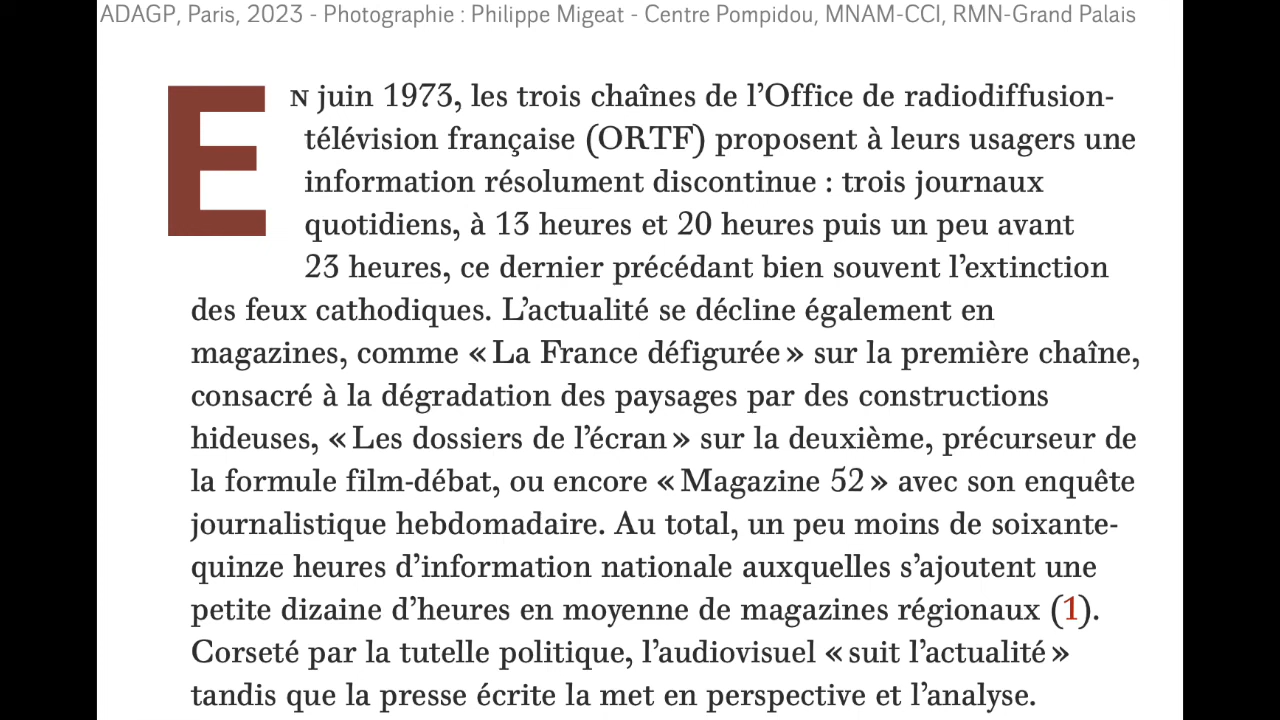 ADAGP, Paris, 2023 - Photographie : Philippe Migeat - Centre Pompidou, MNAM-CCI, RMN-Grand Palais
EN juin 1973, les trois chaînes de l’Office de radiodiffusion-
télévision française (ORTF) proposent à leurs usagers une
information résolument discontinue : trois journaux
quotidiens, à 13 heures et 20 heures puis un peu avant
23 heures, ce dernier précédant bien souvent l’extinction
des feux cathodiques. L’actualité se décline également en
magazines, comme « La France défigurée » sur la première chaîne,
consacré à la dégradation des paysages par des constructions
hideuses, « Les dossiers de l’écran » sur la deuxième, précurseur de
la formule film-débat, ou encore « Magazine 52 » avec son enquête
journalistique hebdomadaire. Au total, un peu moins de soixante-
quinze heures d’information nationale auxquelles s’ajoutent une
petite dizaine d’heures en moyenne de magazines régionaux (1).
Corseté par la tutelle politique, l’audiovisuel « suit l’actualité »
tandis que la presse écrite la met en perspective et l’analyse.